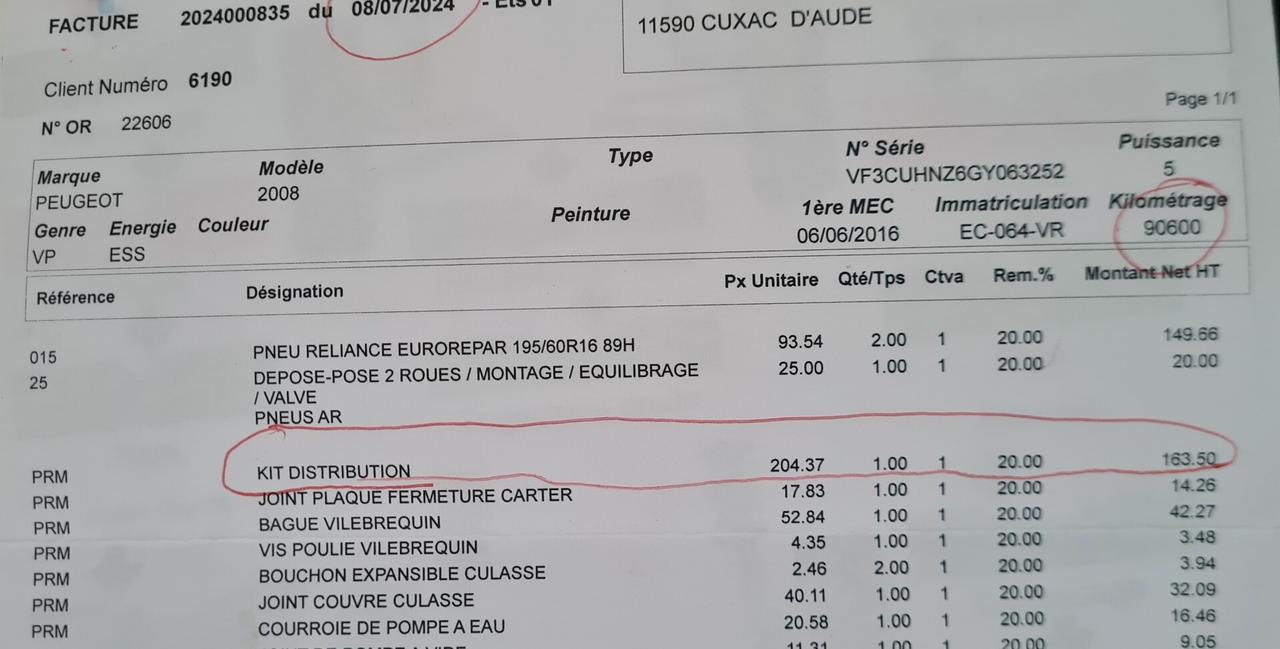 FACTURE 2024000835 du 08/07/2024 - Ets 01
11590 CUXAC D'AUDE
Client Numéro 6190
N° OR 22606
Page 1/1
Marque Modèle Type N° Série Puissance
PEUGEOT 2008 VF3CUHNZ6GY063252 5
Genre Energie Couleur Peinture 1ère MEC Immatriculation Kilométrage
VP ESS 06/06/2016 EC-064-VR 90600
Référence Désignation Px Unitaire Qté/Tps Ctva Rem.% Montant Net HT
015 PNEU RELIANCE EUROREPAR 195/60R16 89H 93.54 2.00 1 20.00 149.66
25 DEPOSE-POSE 2 ROUES / MONTAGE / EQUILIBRAGE 25.00 1.00 1 20.00 20.00
/ VALVE
PNEUS AR
PRM KIT DISTRIBUTION 204.37 1.00 1 20.00 163.50
PRM JOINT PLAQUE FERMETURE CARTER 17.83 1.00 1 20.00 14.26
PRM BAGUE VILEBREQUIN 52.84 1.00 1 20.00 42.27
PRM VIS POULIE VILEBREQUIN 4.35 1.00 1 20.00 3.48
PRM BOUCHON EXPANSIBLE CULASSE 2.46 2.00 1 20.00 3.94
PRM JOINT COUVRE CULASSE 40.11 1.00 1 20.00 32.09
PRM COURROIE DE POMPE A EAU 20.58 1.00 1 20.00 16.46
11.31 1.00 1 20.00 9.05